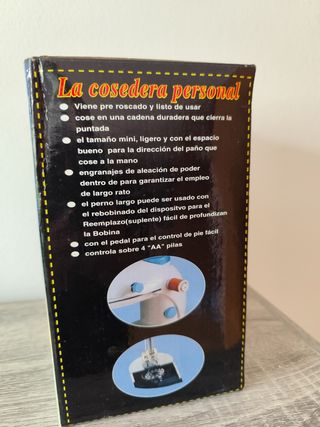 La cosedera personal
Viene pre roscado y listo de usar
cose en una cadena duradera que cierra la
puntada
el tamaño mini, ligero y con el espacio
bueno para la dirección del paño que
cose a la mano
engranajes de aleación de poder
dentro de para garantizar el empleo
de largo rato
el perno largo puede ser usado con
el rebobinado del dispositvo para el
Reemplazo(suplente) fácil de profundizan
la Bobina
con el pedal para el control de pie fácil
controla sobre 4 "AA" pilas